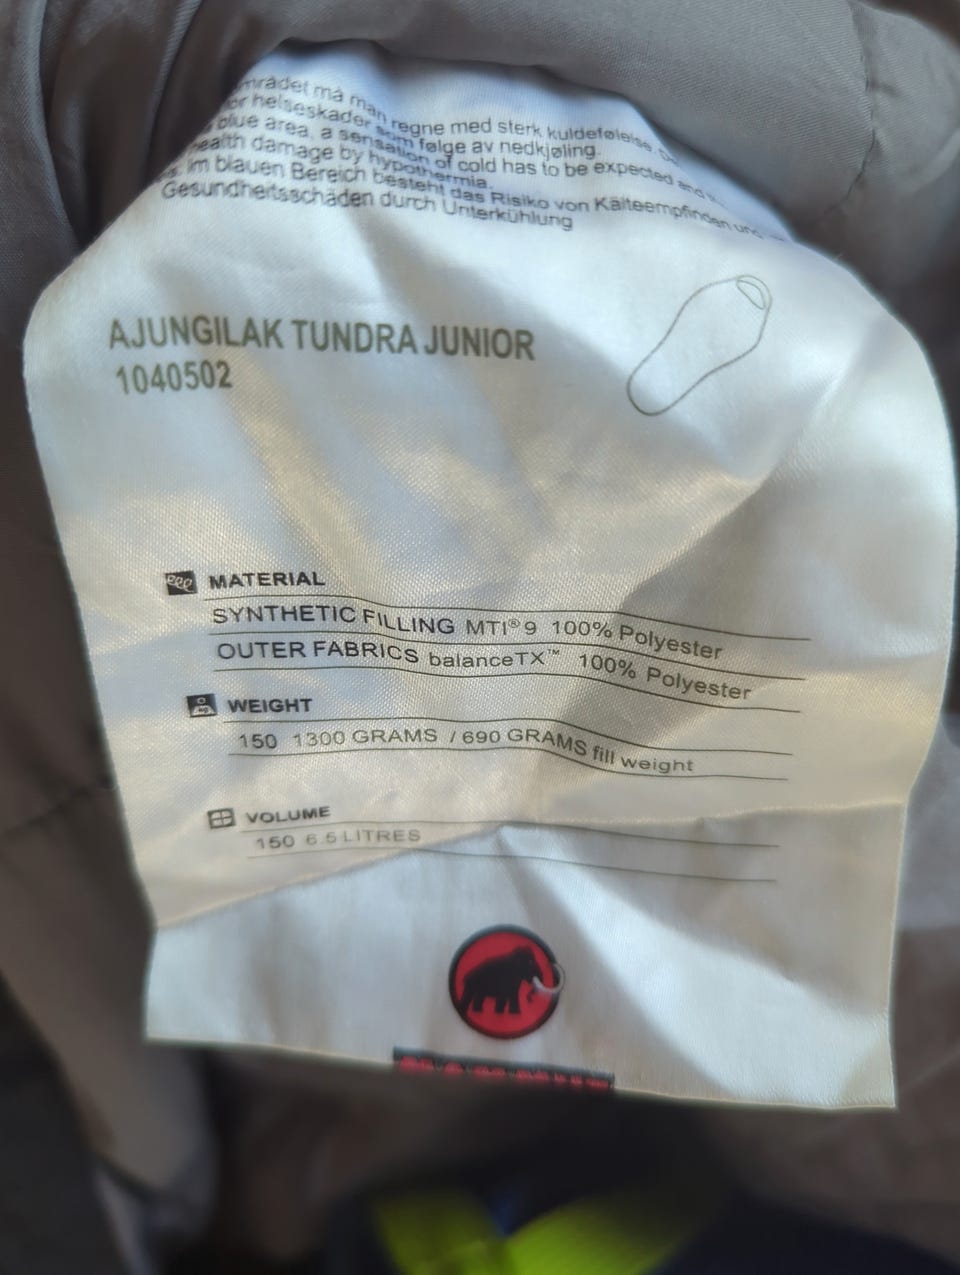 mrådet må man regne med sterk kuldefølelse
or helseskader som følge av nedkjøling.
blue area, a sensation of cold has to be expected and
health damage by hypothermia.
Im blauen Bereich besteht das Risiko von Kälteempfinden und
Gesundheitsschäden durch Unterkühlung
AJUNGILAK TUNDRA JUNIOR
1040502
MATERIAL
SYNTHETIC FILLING MTI® 9 100% Polyester
OUTER FABRICS balanceTX™ 100% Polyester
WEIGHT
150 1300 GRAMS / 690 GRAMS fill weight
VOLUME
150 6.5 LITRES